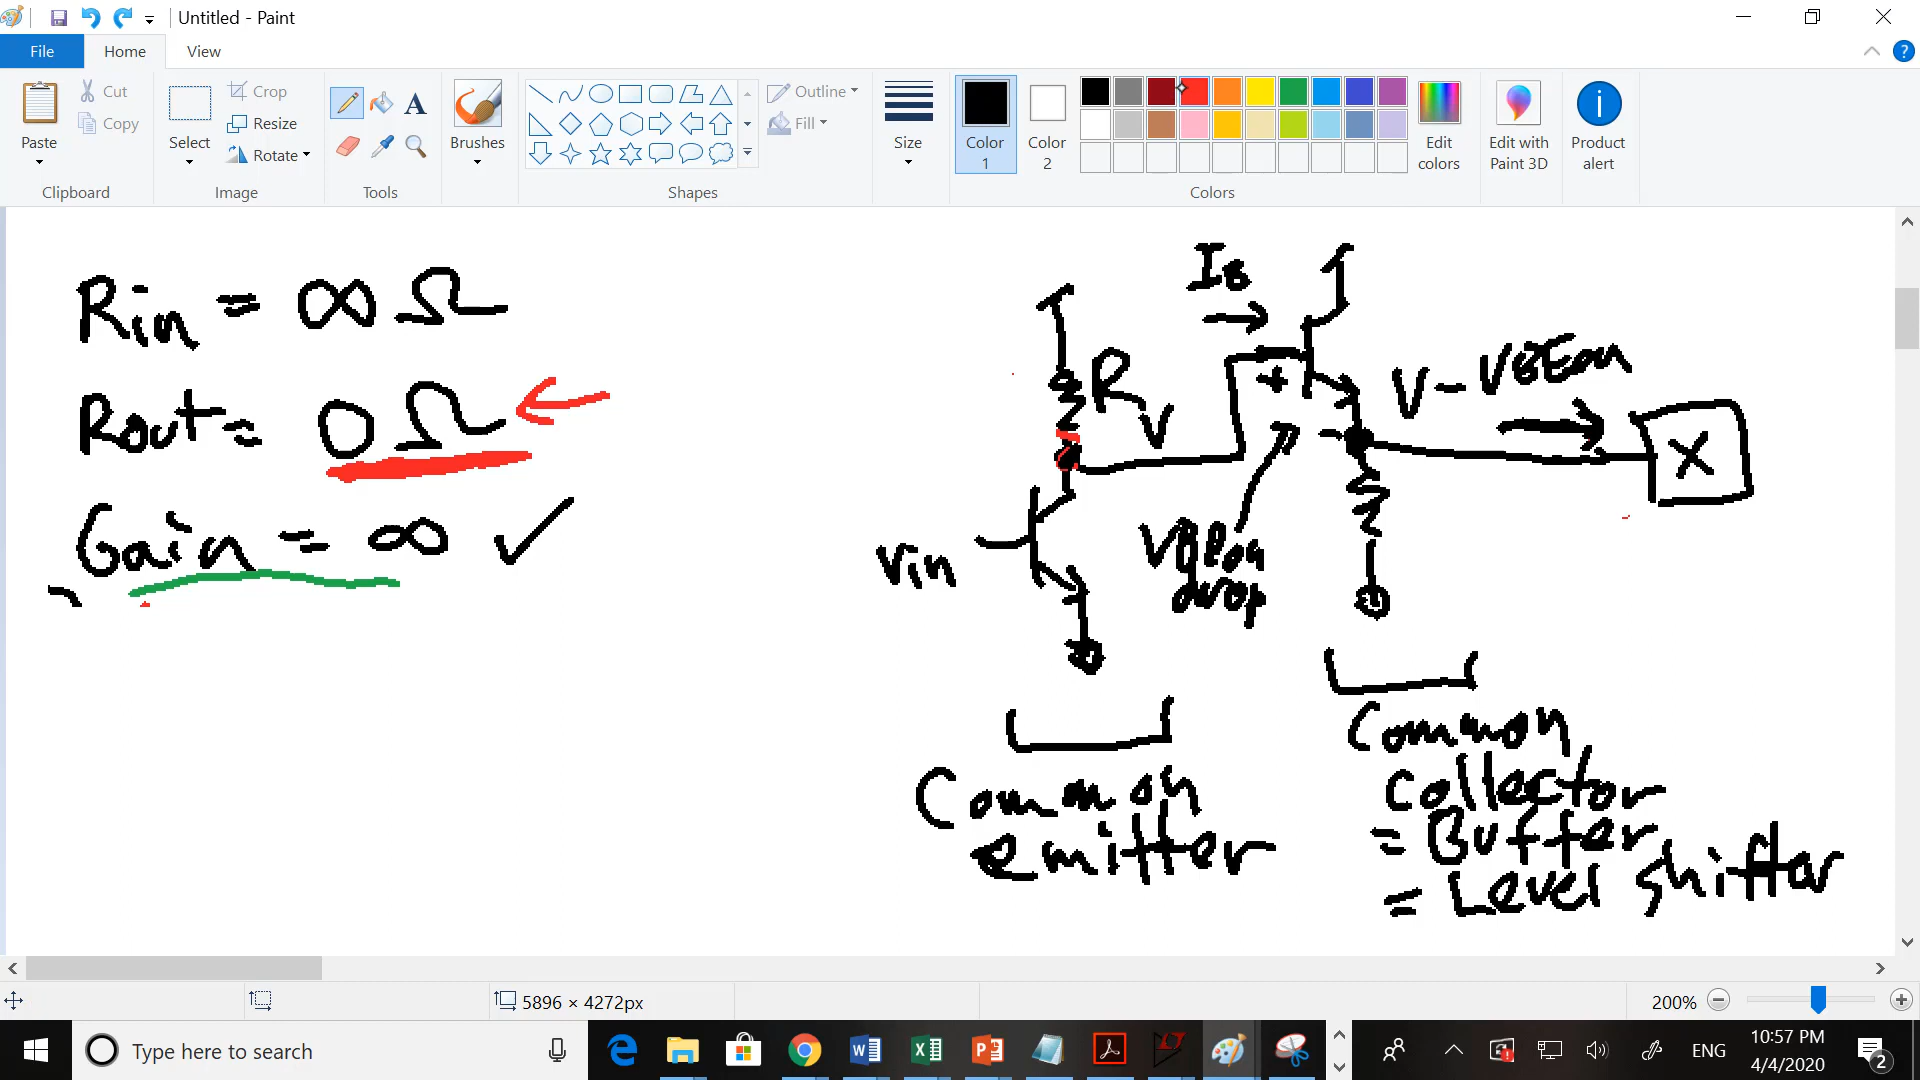 Untitled - Paint
File
Home
View
Paste
Cut
Copy
Clipboard
Select
Crop
Resize
Rotate
Image
Tools
Brushes
Shapes
Outline
Fill
Size
Color 1
Color 2
Edit colors
Colors
Edit with Paint 3D
Product alert
Rin = ∞ Ω
Rout = 0 Ω
Gain = ∞ ✓
IB
R
V
+
-
V - VBEon
X
vin
VBEon
drop
Common
emitter
Common
collector
= Buffer
= Level shifter
5896 × 4272px
200%
Type here to search
ENG
10:57 PM
4/4/2020
2